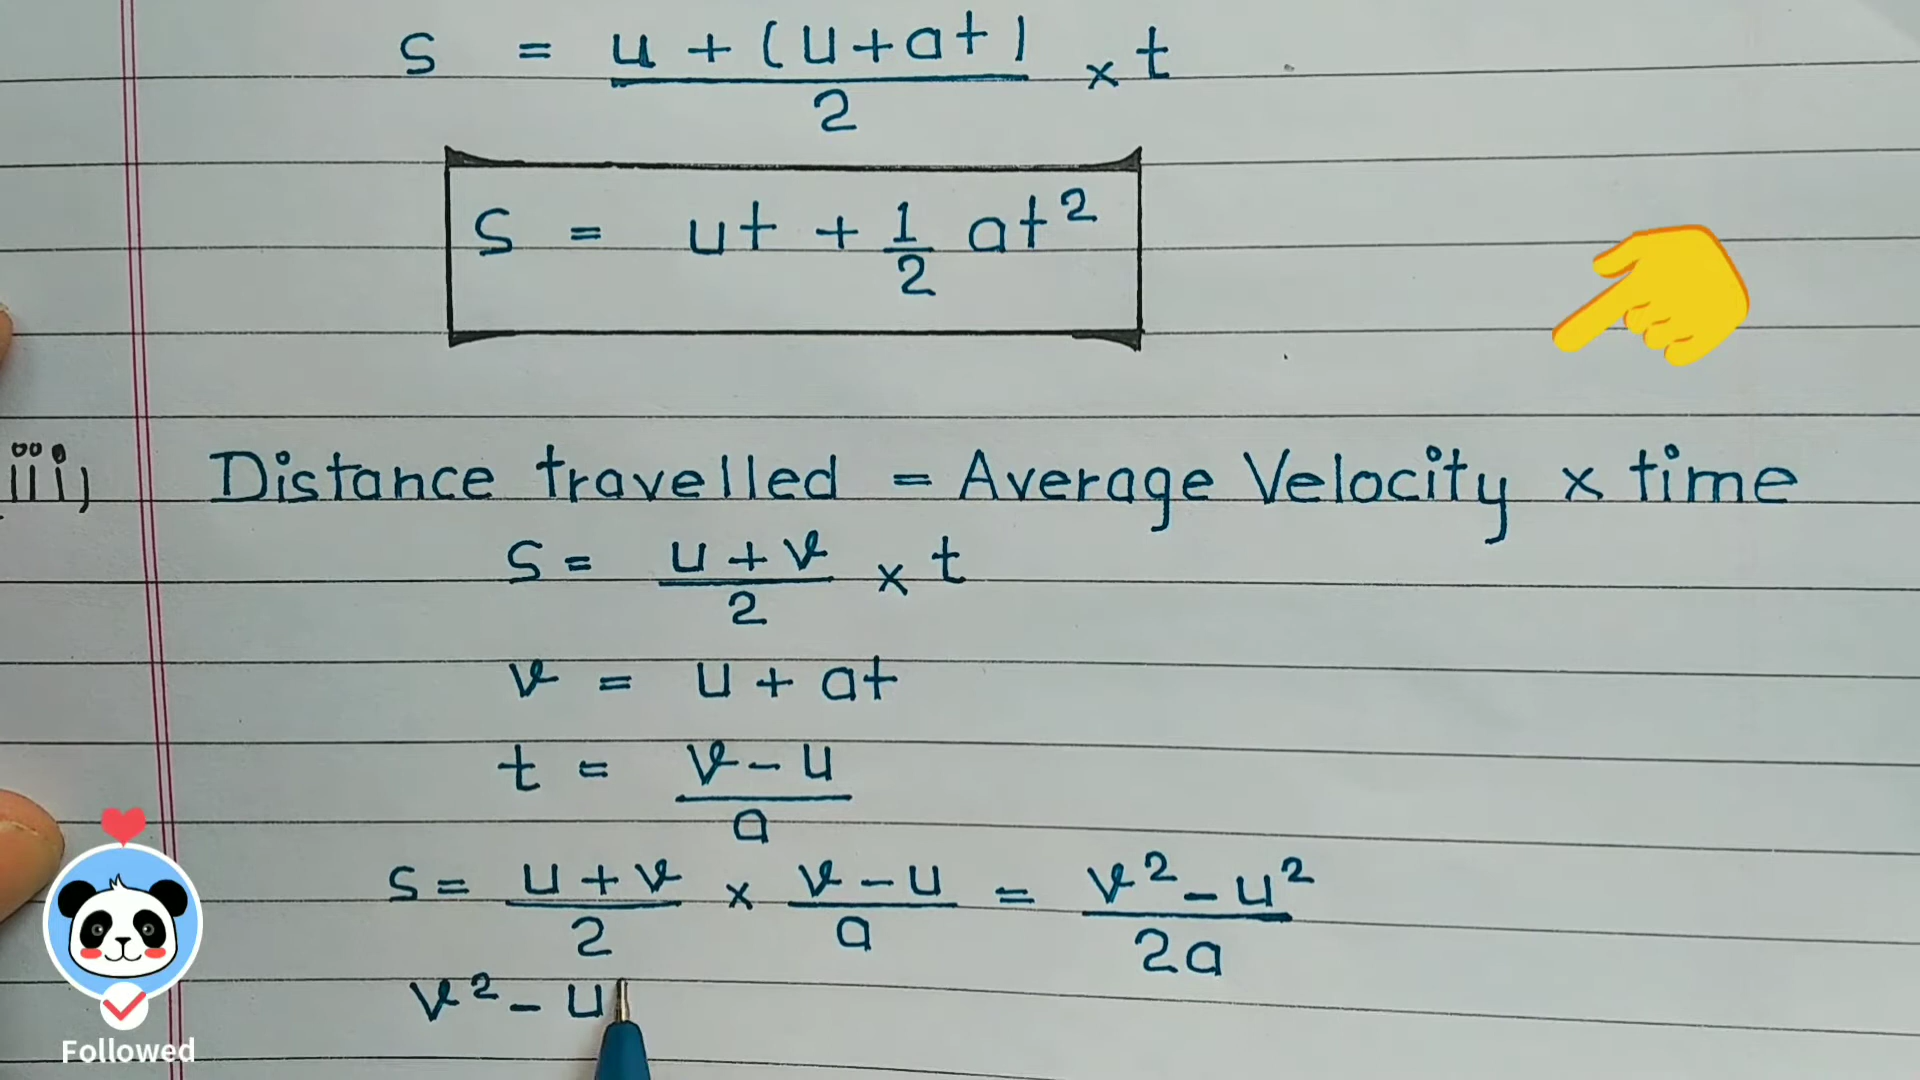 s = u + (u+at) / 2 × t
S = ut + 1/2 at²
iii) Distance travelled = Average Velocity × time
S = u + v / 2 × t
v = u + at
t = v - u / a
s = u + v / 2 × v - u / a = v² - u² / 2a
v² - u
Followed